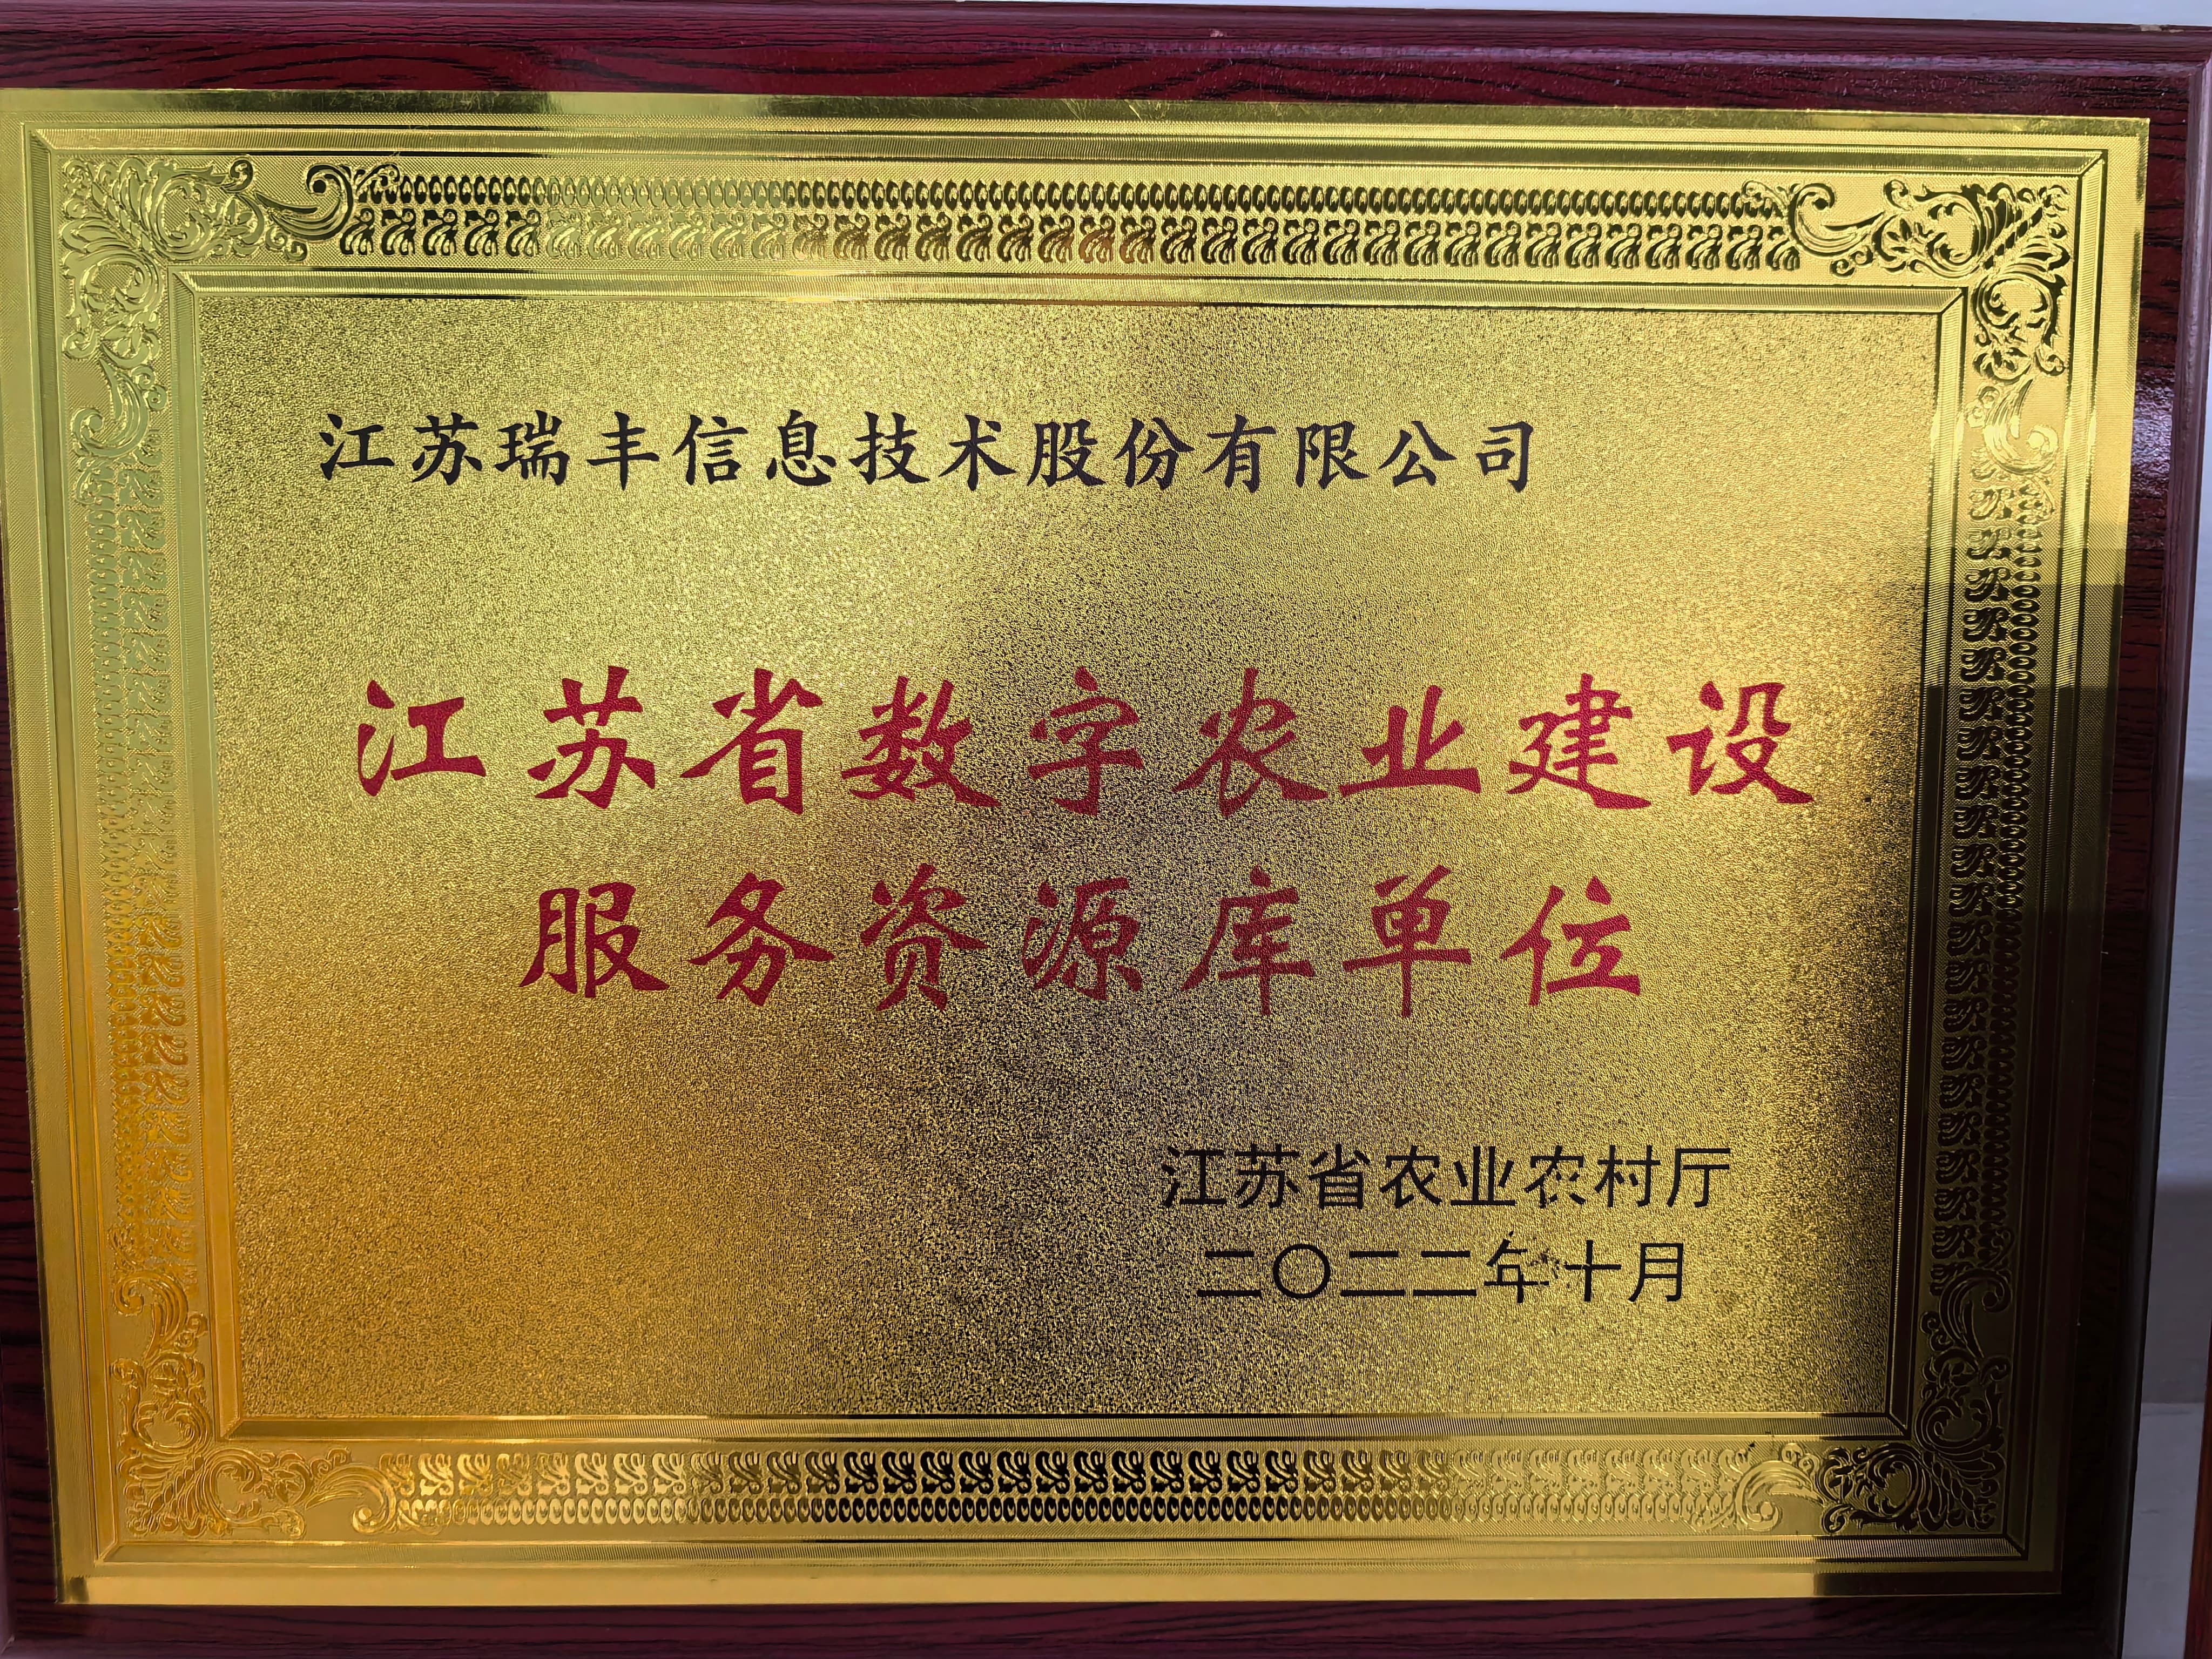 江苏瑞丰信息技术股份有限公司
江苏省数字农业建设
服务资源库单位
江苏省农业农村厅
二〇二二年十月